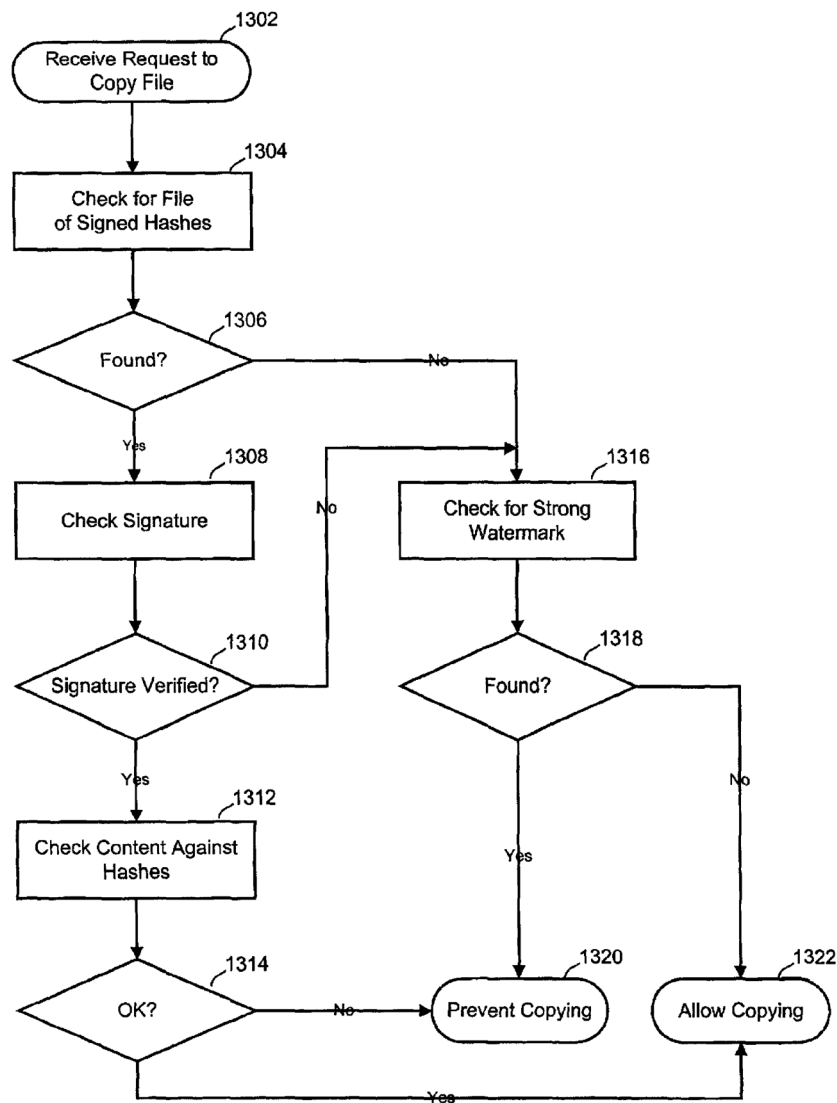 1302
Receive Request to
Copy File
1304
Check for File
of Signed Hashes
1306
Found?
No
Yes
1308
Check Signature
No
1316
Check for Strong
Watermark
1310
Signature Verified?
Yes
1318
Found?
No
Yes
1312
Check Content Against
Hashes
1314
OK?
No
1320
Prevent Copying
1322
Allow Copying
Yes